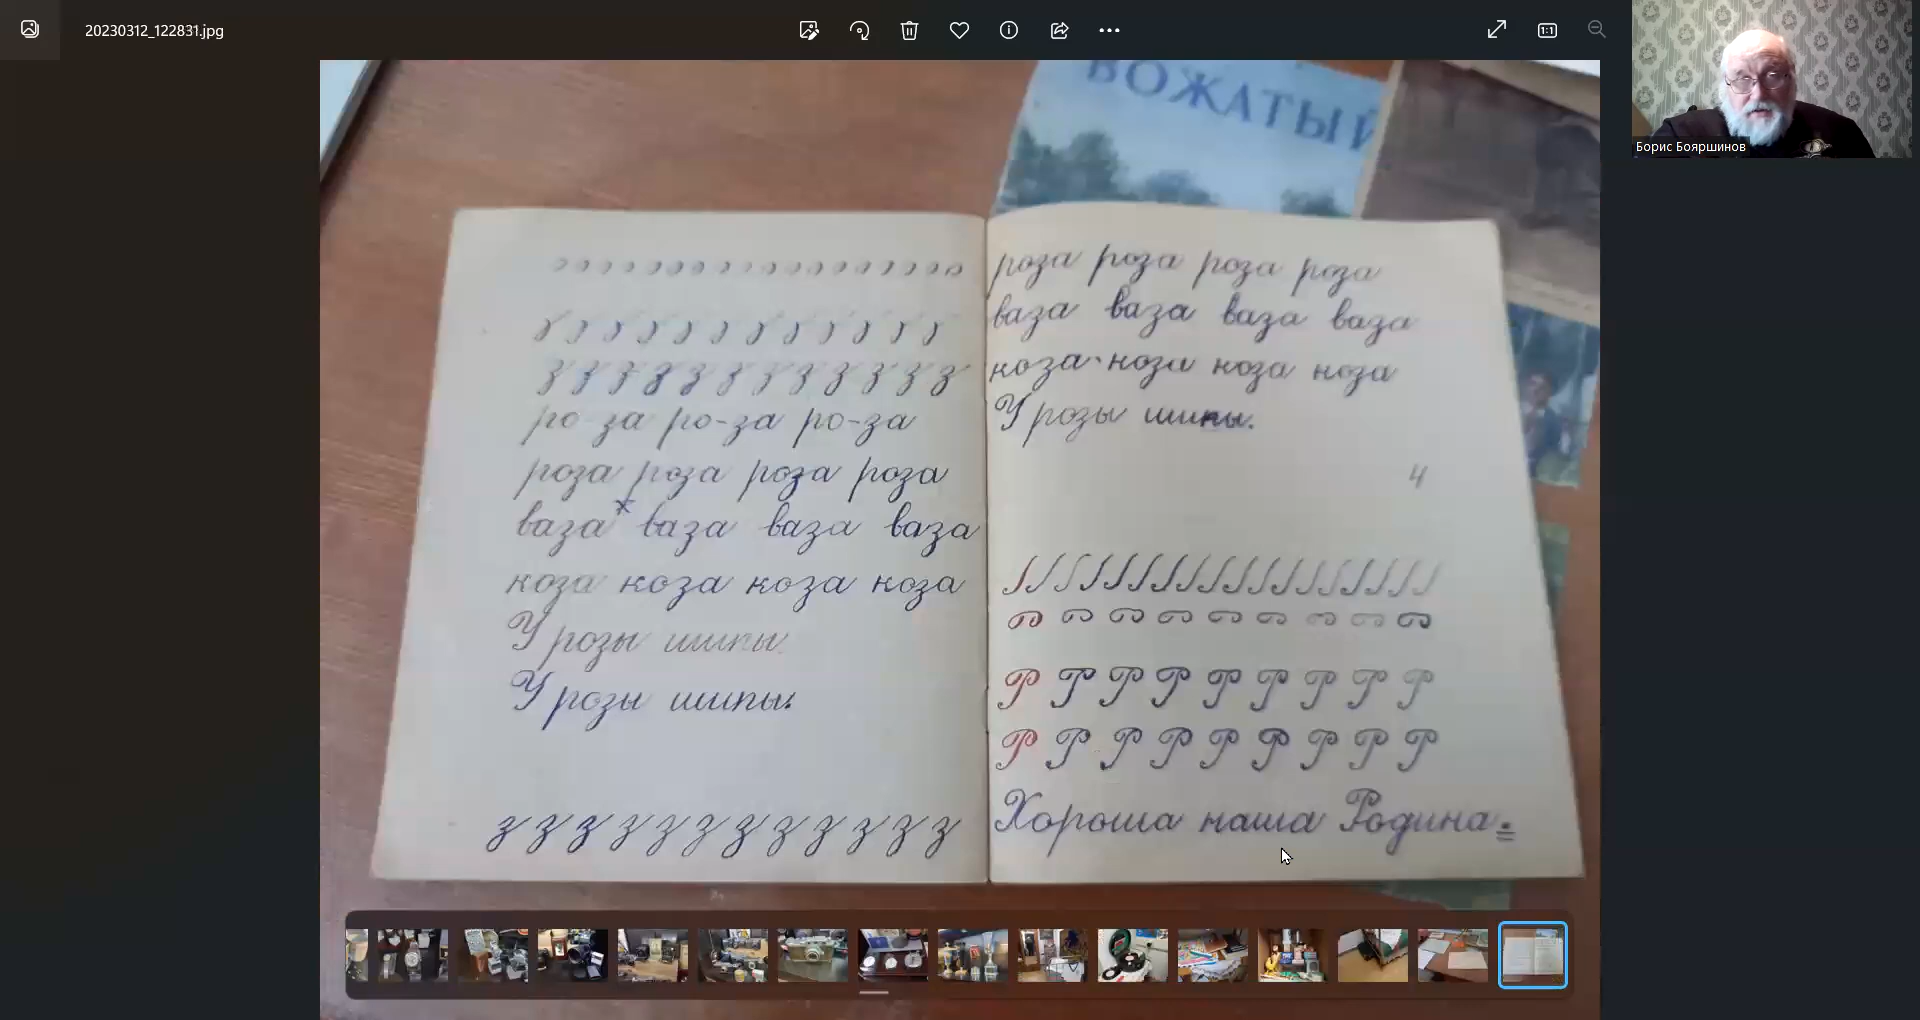 20230312_122831.jpg
Борис Бояршинов
ВОЖАТЫЙ
з з з з з з з з з з з з
ро-за ро-за ро-за
роза роза роза роза
ваза ваза ваза ваза
коза коза коза коза
У розы шипы.
У розы шипы.
з з з з з з з з з з з з з
роза роза роза роза
ваза ваза ваза ваза
коза коза коза коза
У розы шипы.
4
Р Р Р Р Р Р Р Р Р
Р Р Р Р Р Р Р Р Р
Хороша наша Родина.